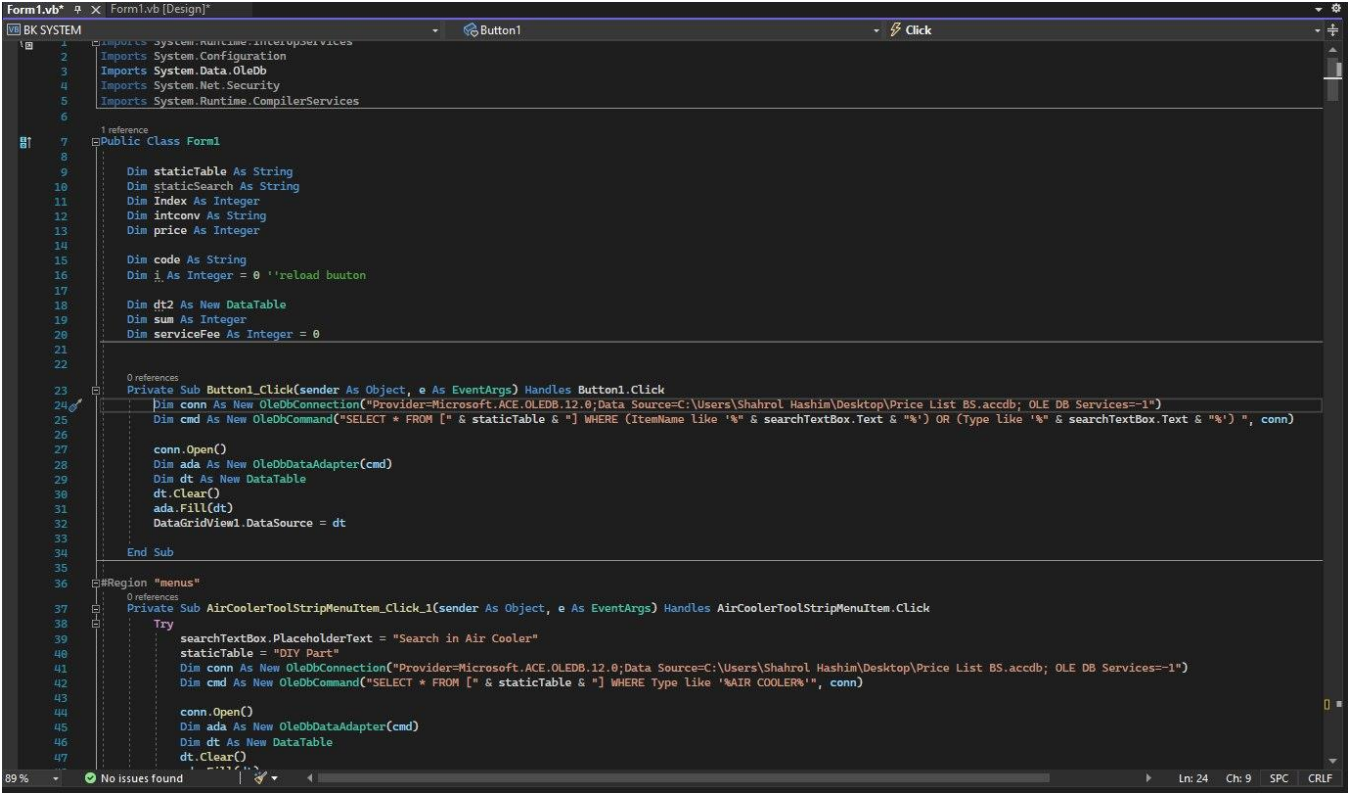 Form1.vb* Form1.vb [Design]*
VB BK SYSTEM Button1 Click
1 Imports System.Runtime.InteropServices
2 Imports System.Configuration
3 Imports System.Data.OleDb
4 Imports System.Net.Security
5 Imports System.Runtime.CompilerServices
6
1 reference
7 Public Class Form1
8
9 Dim staticTable As String
10 Dim staticSearch As String
11 Dim Index As Integer
12 Dim intconv As String
13 Dim price As Integer
14
15 Dim code As String
16 Dim i As Integer = 0 ''reload buuton
17
18 Dim dt2 As New DataTable
19 Dim sum As Integer
20 Dim serviceFee As Integer = 0
21
22
0 references
23 Private Sub Button1_Click(sender As Object, e As EventArgs) Handles Button1.Click
24 Dim conn As New OleDbConnection("Provider=Microsoft.ACE.OLEDB.12.0;Data Source=C:\Users\Shahrol Hashim\Desktop\Price List BS.accdb; OLE DB Services=-1")
25 Dim cmd As New OleDbCommand("SELECT * FROM [" & staticTable & "] WHERE (ItemName like '%" & searchTextBox.Text & "%') OR (Type like '%" & searchTextBox.Text & "%') ", conn)
26
27 conn.Open()
28 Dim ada As New OleDbDataAdapter(cmd)
29 Dim dt As New DataTable
30 dt.Clear()
31 ada.Fill(dt)
32 DataGridView1.DataSource = dt
33
34 End Sub
35
36 #Region "menus"
0 references
37 Private Sub AirCoolerToolStripMenuItem_Click_1(sender As Object, e As EventArgs) Handles AirCoolerToolStripMenuItem.Click
38 Try
39 searchTextBox.PlaceholderText = "Search in Air Cooler"
40 staticTable = "DIY Part"
41 Dim conn As New OleDbConnection("Provider=Microsoft.ACE.OLEDB.12.0;Data Source=C:\Users\Shahrol Hashim\Desktop\Price List BS.accdb; OLE DB Services=-1")
42 Dim cmd As New OleDbCommand("SELECT * FROM [" & staticTable & "] WHERE Type like '%AIR COOLER%'", conn)
43
44 conn.Open()
45 Dim ada As New OleDbDataAdapter(cmd)
46 Dim dt As New DataTable
47 dt.Clear()
89 % No issues found Ln: 24 Ch: 9 SPC CRLF